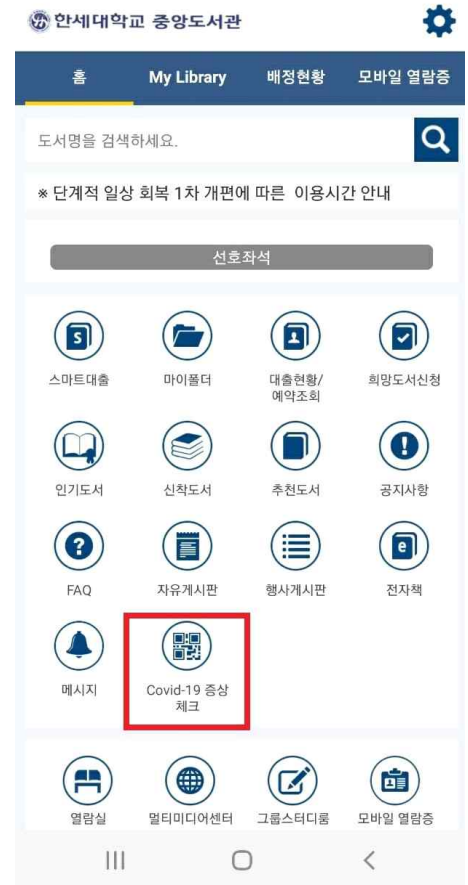 한세대학교 중앙도서관
홈 My Library 배정현황 모바일 열람증
도서명을 검색하세요.
※ 단계적 일상 회복 1차 개편에 따른 이용시간 안내
선호좌석
S
스마트대출 마이폴더 대출현황/ 희망도서신청
예약조회
인기도서 신착도서 추천도서 공지사항
e
FAQ 자유게시판 행사게시판 전자책
메시지 Covid-19 증상
체크
열람실 멀티미디어센터 그룹스터디룸 모바일 열람증